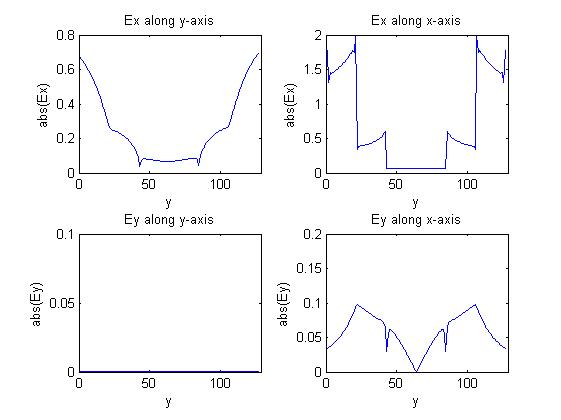 Ex along y-axis
0.8
0.6
0.4
0.2
0
abs(Ex)
0 50 100
y
Ex along x-axis
2
1.5
1
0.5
0
abs(Ex)
0 50 100
y
Ey along y-axis
0.1
0.05
0
abs(Ey)
0 50 100
y
Ey along x-axis
0.2
0.15
0.1
0.05
0
abs(Ey)
0 50 100
y